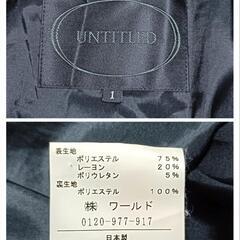 UNTITLED
1
表生地
ポリエステル 75%
レーヨン 20%
ポリウレタン 5%
裏生地
ポリエステル 100%
㈱ ワールド
0120-977-917
日本製